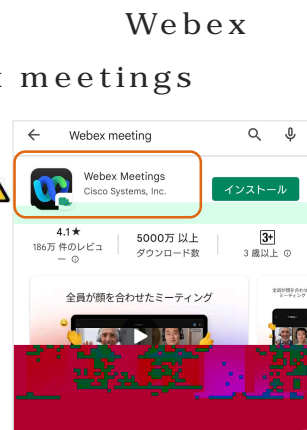 Webex
x meetings
Webex meeting
Webex Meetings
Cisco Systems, Inc.
インストール
4.1★
186万 件のレビュ
ー
5000万 以上
ダウンロード数
3+
3 歳以上
全員が顔を合わせたミーティング